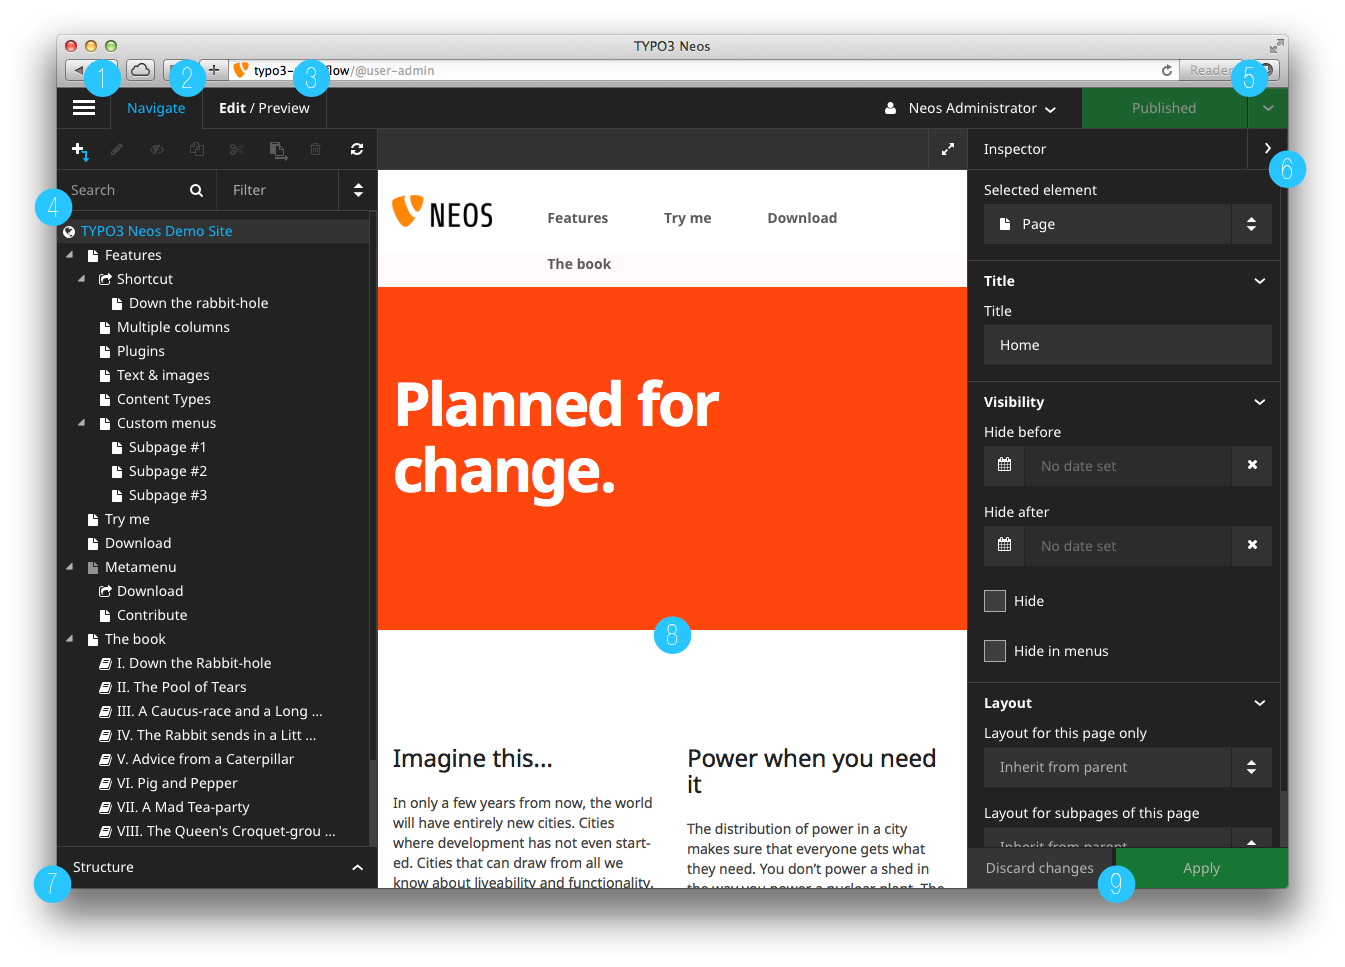 TYPO3 Neos
typo3- flow/@user-admin
Reader
1
2
3
5
Navigate
Edit / Preview
Neos Administrator
Published
Inspector
6
Search
Filter
4
Selected element
Page
TYPO3 Neos Demo Site
Features
Shortcut
Down the rabbit-hole
Multiple columns
Plugins
Text & images
Content Types
Custom menus
Subpage #1
Subpage #2
Subpage #3
Try me
Download
Metamenu
Download
Contribute
The book
I. Down the Rabbit-hole
II. The Pool of Tears
III. A Caucus-race and a Long ...
IV. The Rabbit sends in a Litt ...
V. Advice from a Caterpillar
VI. Pig and Pepper
VII. A Mad Tea-party
VIII. The Queen's Croquet-grou ...
Structure
7
NEOS
Features
Try me
Download
The book
Planned for
change.
8
Imagine this...
In only a few years from now, the world
will have entirely new cities. Cities
where development has not even start-
ed. Cities that can draw from all we
know about liveability and functionality.
Power when you need
it
The distribution of power in a city
makes sure that everyone gets what
they need. You don't power a shed in
the way you power a nuclear plant. The
Title
Title
Home
Visibility
Hide before
No date set
Hide after
No date set
Hide
Hide in menus
Layout
Layout for this page only
Inherit from parent
Layout for subpages of this page
Inherit from parent
Discard changes
9
Apply